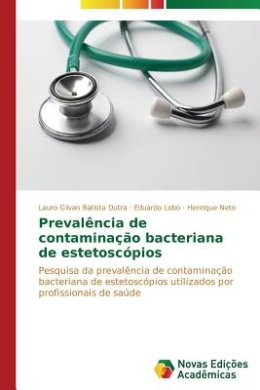 Lauro Gilvan Batista Dutra · Eduardo Lobo · Henrique Neto
Prevalência de
contaminação bacteriana
de estetoscópios
Pesquisa da prevalência de contaminação
bacteriana de estetoscópios utilizados por
profissionais de saúde
Novas Edições
Acadêmicas